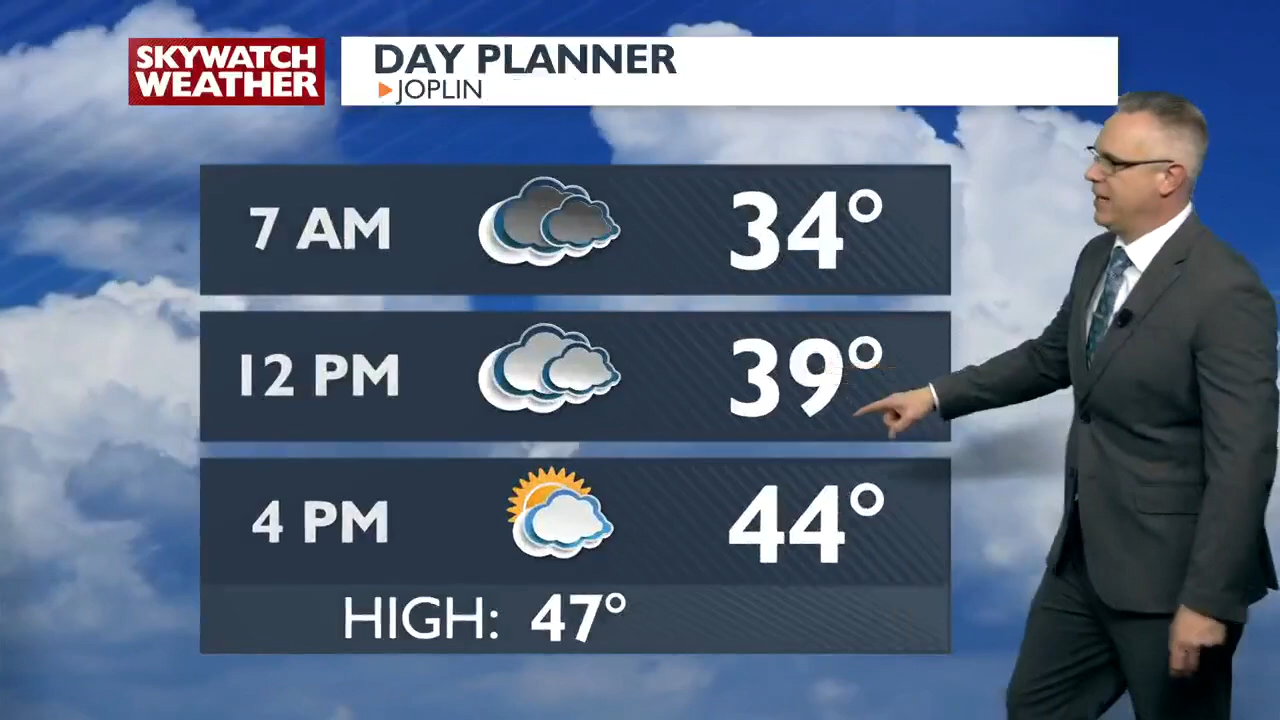 SKYWATCH
WEATHER
DAY PLANNER
JOPLIN
7 AM 34°
12 PM 39°
4 PM 44°
HIGH: 47°